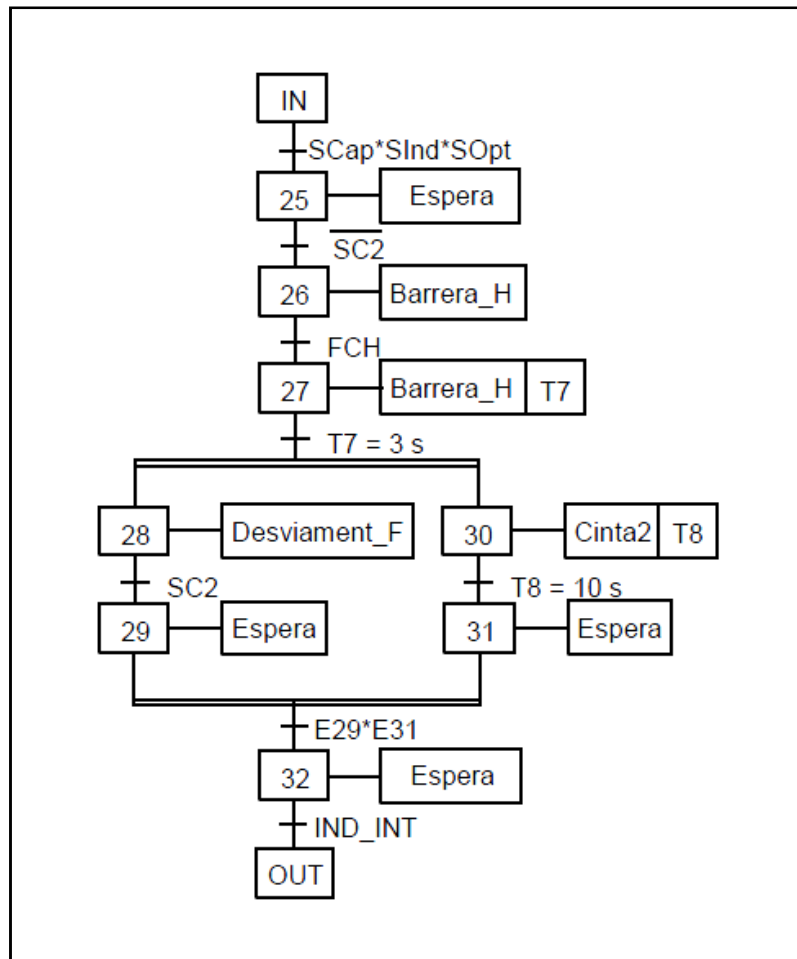 IN
SCap*SInd*SOpt
25 Espera
S̅C̅2̅
26 Barrera_H
FCH
27 Barrera_H T7
T7 = 3 s
28 Desviament_F 30 Cinta2 T8
SC2 T8 = 10 s
29 Espera 31 Espera
E29*E31
32 Espera
IND_INT
OUT